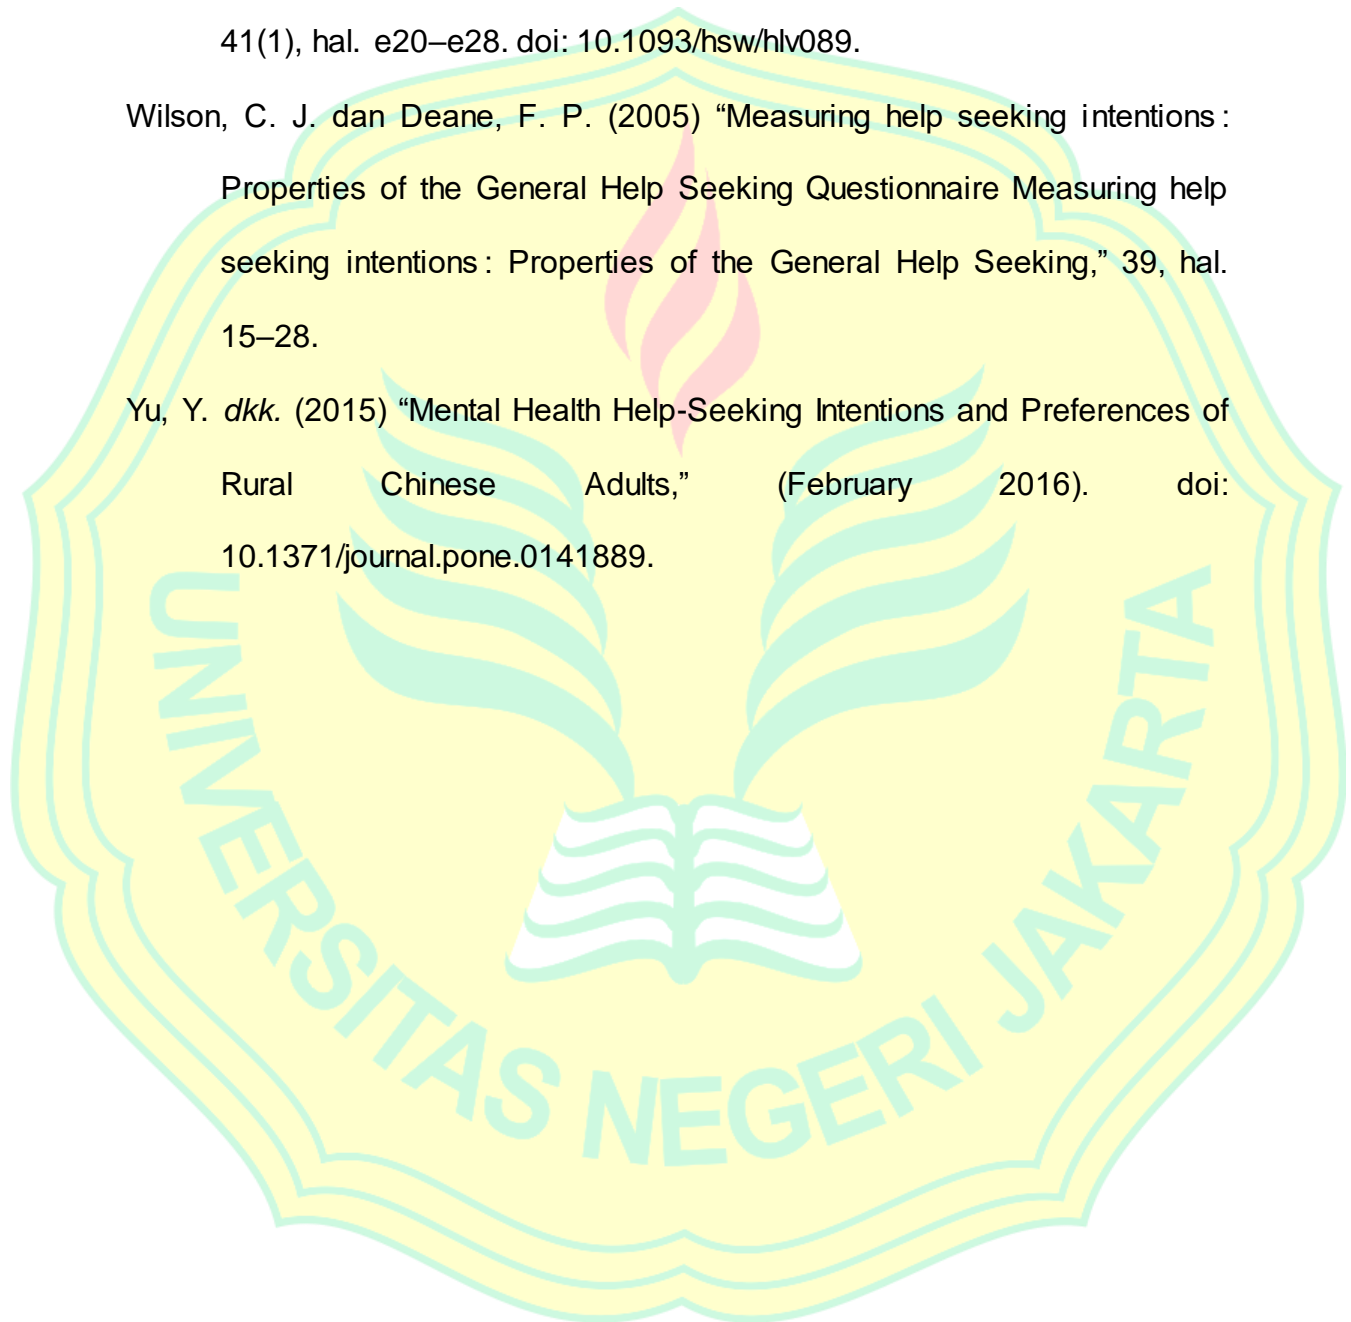 41(1), hal. e20–e28. doi: 10.1093/hsw/hlv089.
Wilson, C. J. dan Deane, F. P. (2005) “Measuring help seeking intentions :
Properties of the General Help Seeking Questionnaire Measuring help
seeking intentions : Properties of the General Help Seeking,” 39, hal.
15–28.
Yu, Y. dkk. (2015) “Mental Health Help-Seeking Intentions and Preferences of
Rural Chinese Adults,” (February 2016). doi:
10.1371/journal.pone.0141889.
UNIVERSITAS NEGERI JAKARTA